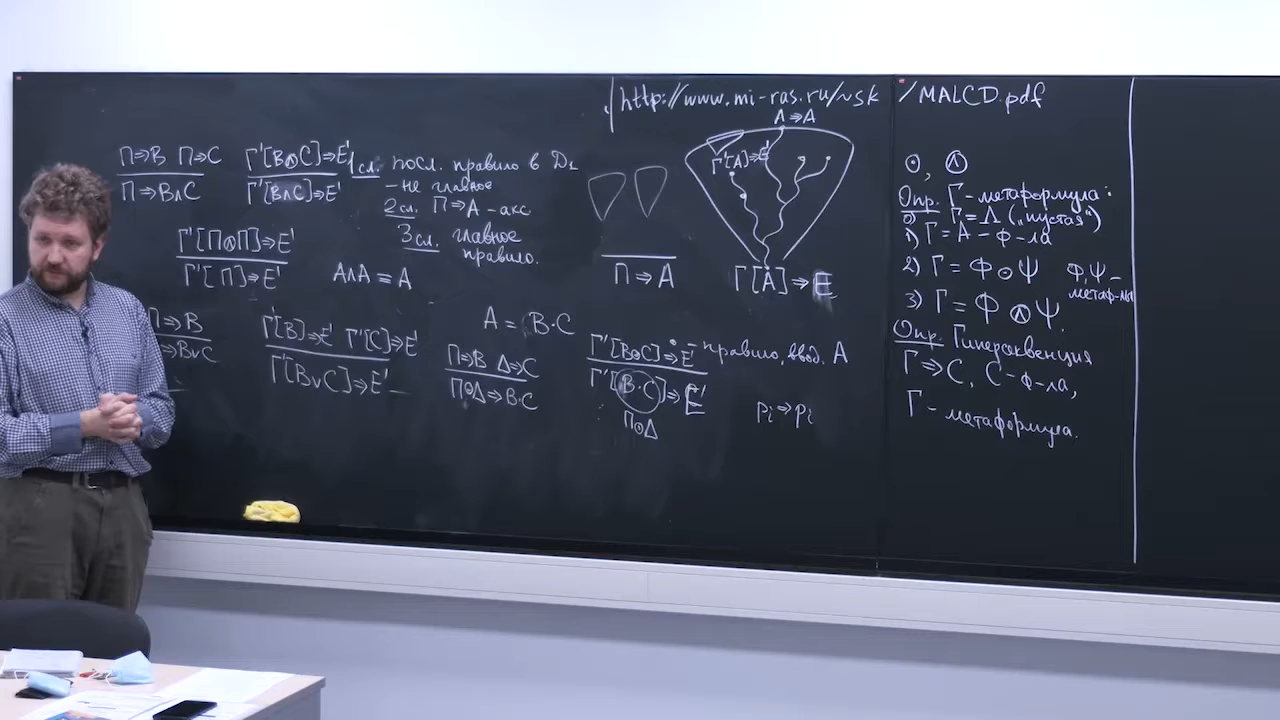 http://www.mi-ras.ru/~sk/MALCD.pdf
Π⇒B Π⇒C
Π⇒B∧C
Γ'[B⊙C]⇒E'
Γ'[B∧C]⇒E'
1сл. посл. правило в D₂
-не главное
2сл. Π⇒A-акс
3сл. главное
правило.
Γ'[Π⊙Π]⇒E'
Γ'[Π]⇒E'
A∧A≡A
Π⇒B
⇒B∨C
Γ'[B]⇒E' Γ'[C]⇒E'
Γ'[B∨C]⇒E'
A = B·C
Π⇒B Δ⇒C
Π⊙Δ⇒B·C
Γ'[B⊙C]⇒E'
Γ'[B·C]⇒E'
Π⊙Δ
- правило, ввод. A
pᵢ⇒pᵢ
Π⇒A
A⇒A
Γ'[A]⇒E'
Γ[A]⇒E
⊙,
Опр. Γ-метаформула:
0) Γ=Λ ("пустая")
1) Γ=A-ф-ла
2) Γ=Φ⊙Ψ Φ,Ψ-
метаф-лы
3) Γ=Φ Ψ.
Опр. Гиперсеквенция
Γ⇒C, C-ф-ла,
Γ-метаформула.